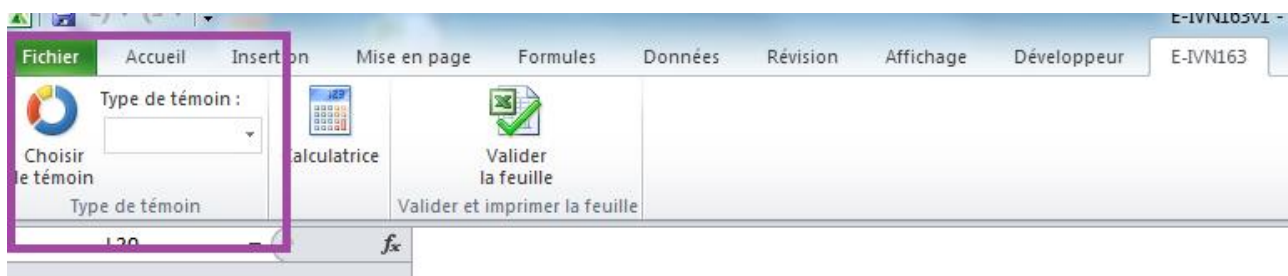 E-IVN163v1 -
Fichier Accueil Insertion Mise en page Formules Données Révision Affichage Développeur E-IVN163
Type de témoin :
Choisir
le témoin
Calculatrice
Valider
la feuille
Type de témoin
Valider et imprimer la feuille
fx